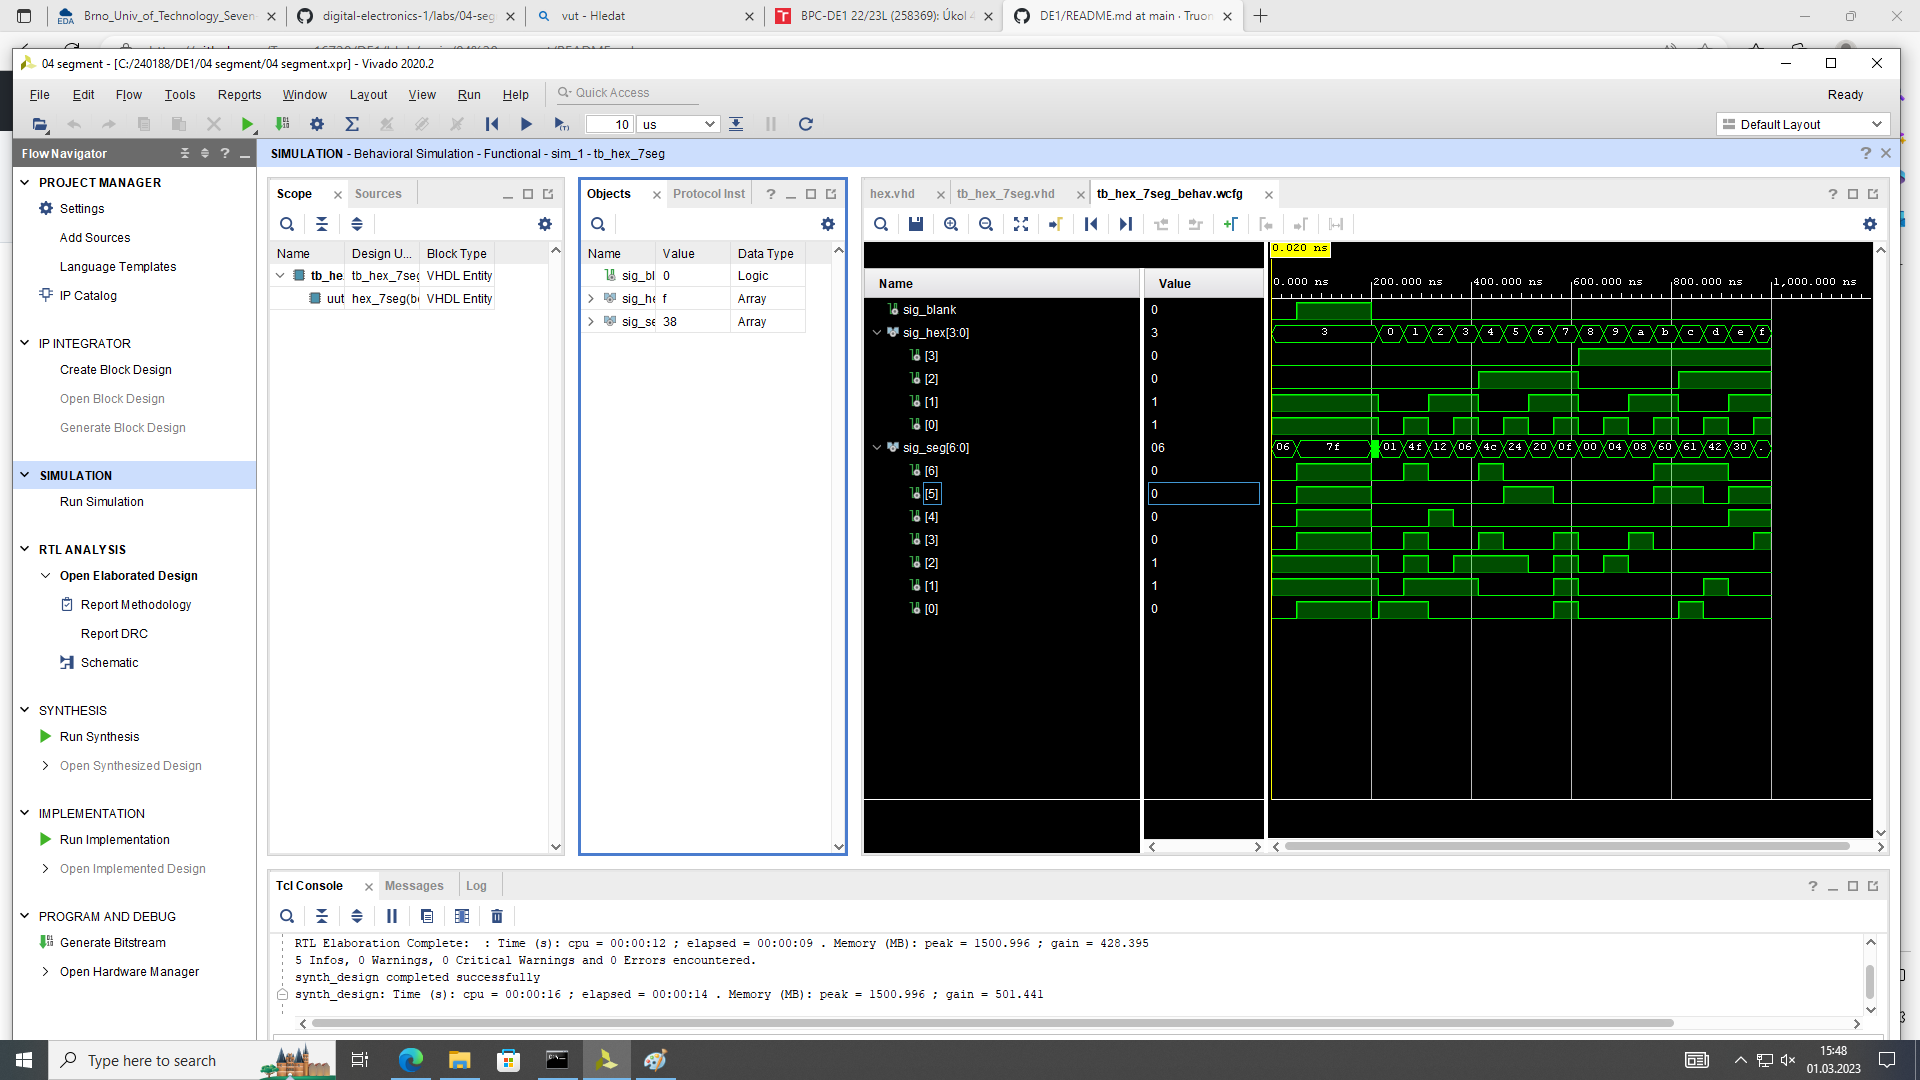 Brno_Univ_of_Technology_Seven-
digital-electronics-1/labs/04-seg
vut - Hledat
BPC-DE1 22/23L (258369): Úkol 4
DE1/README.md at main · Truon
04 segment - [C:/240188/DE1/04 segment/04 segment.xpr] - Vivado 2020.2
File Edit Flow Tools Reports Window Layout View Run Help
Quick Access
Ready
10 us
Default Layout
Flow Navigator
SIMULATION - Behavioral Simulation - Functional - sim_1 - tb_hex_7seg
PROJECT MANAGER
Settings
Add Sources
Language Templates
IP Catalog
IP INTEGRATOR
Create Block Design
Open Block Design
Generate Block Design
SIMULATION
Run Simulation
RTL ANALYSIS
Open Elaborated Design
Report Methodology
Report DRC
Schematic
SYNTHESIS
Run Synthesis
Open Synthesized Design
IMPLEMENTATION
Run Implementation
Open Implemented Design
PROGRAM AND DEBUG
Generate Bitstream
Open Hardware Manager
Scope Sources
Name Design U... Block Type
tb_he: tb_hex_7seg VHDL Entity
uut hex_7seg(be VHDL Entity
Objects Protocol Inst
Name Value Data Type
sig_bl 0 Logic
sig_he f Array
sig_se 38 Array
hex.vhd tb_hex_7seg.vhd tb_hex_7seg_behav.wcfg
0.020 ns
Name Value
0.000 ns 200.000 ns 400.000 ns 600.000 ns 800.000 ns 1,000.000 ns
sig_blank 0
sig_hex[3:0] 3 3 0 1 2 3 4 5 6 7 8 9 a b c d e f
[3] 0
[2] 0
[1] 1
[0] 1
sig_seg[6:0] 06 06 7f 01 4f 12 06 4c 24 20 0f 00 04 08 60 61 42 30 .
[6] 0
[5] 0
[4] 0
[3] 0
[2] 1
[1] 1
[0] 0
Tcl Console Messages Log
RTL Elaboration Complete:  : Time (s): cpu = 00:00:12 ; elapsed = 00:00:09 . Memory (MB): peak = 1500.996 ; gain = 428.395
5 Infos, 0 Warnings, 0 Critical Warnings and 0 Errors encountered.
synth_design completed successfully
synth_design: Time (s): cpu = 00:00:16 ; elapsed = 00:00:14 . Memory (MB): peak = 1500.996 ; gain = 501.441
Type here to search
15:48
01.03.2023